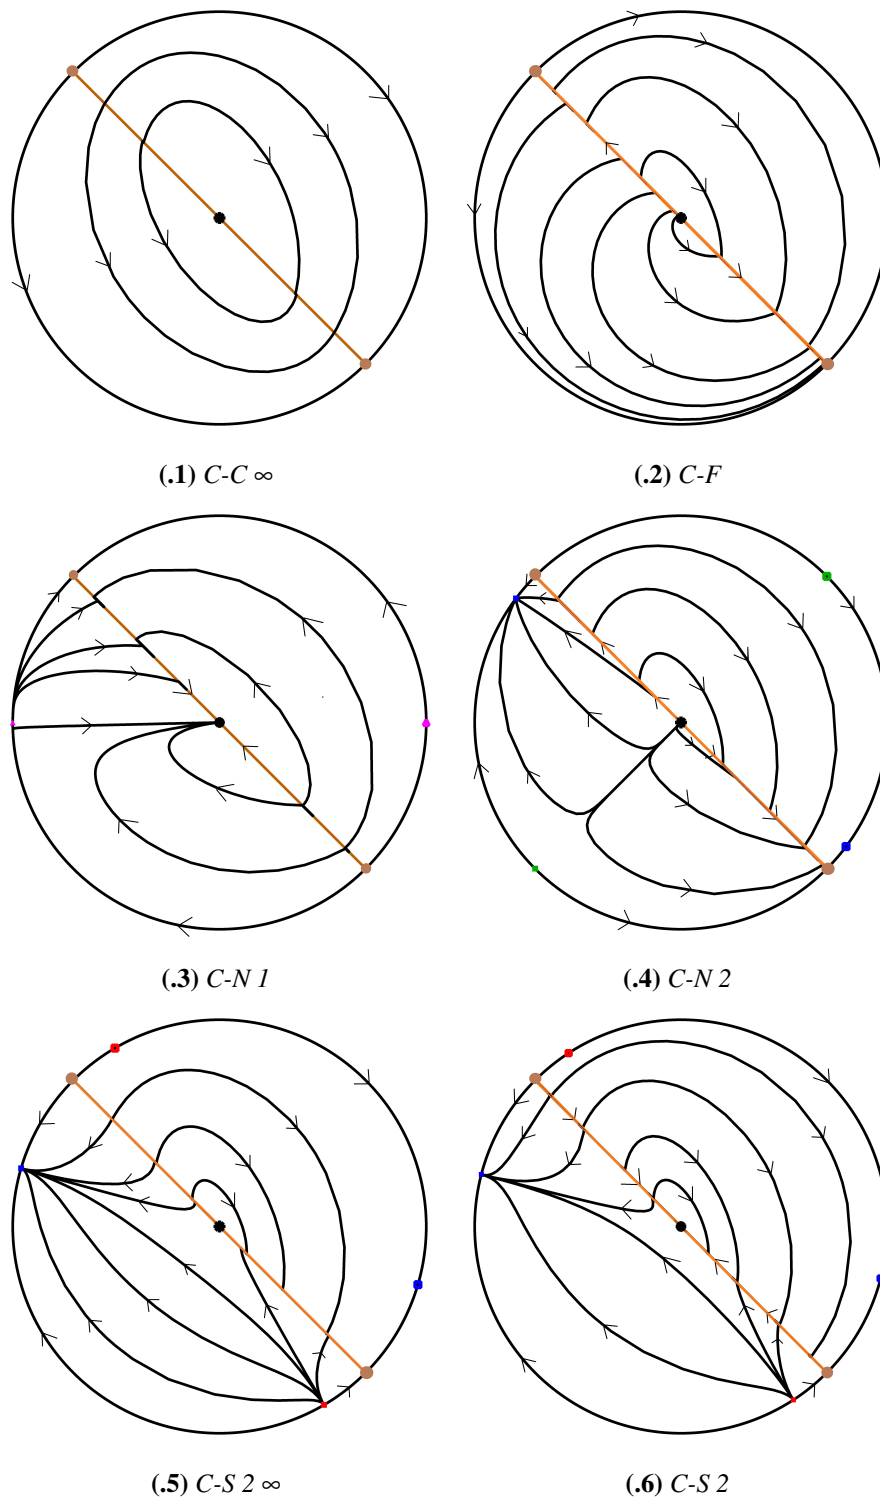 (.1) C-C ∞
(.2) C-F
(.3) C-N 1
(.4) C-N 2
(.5) C-S 2 ∞
(.6) C-S 2